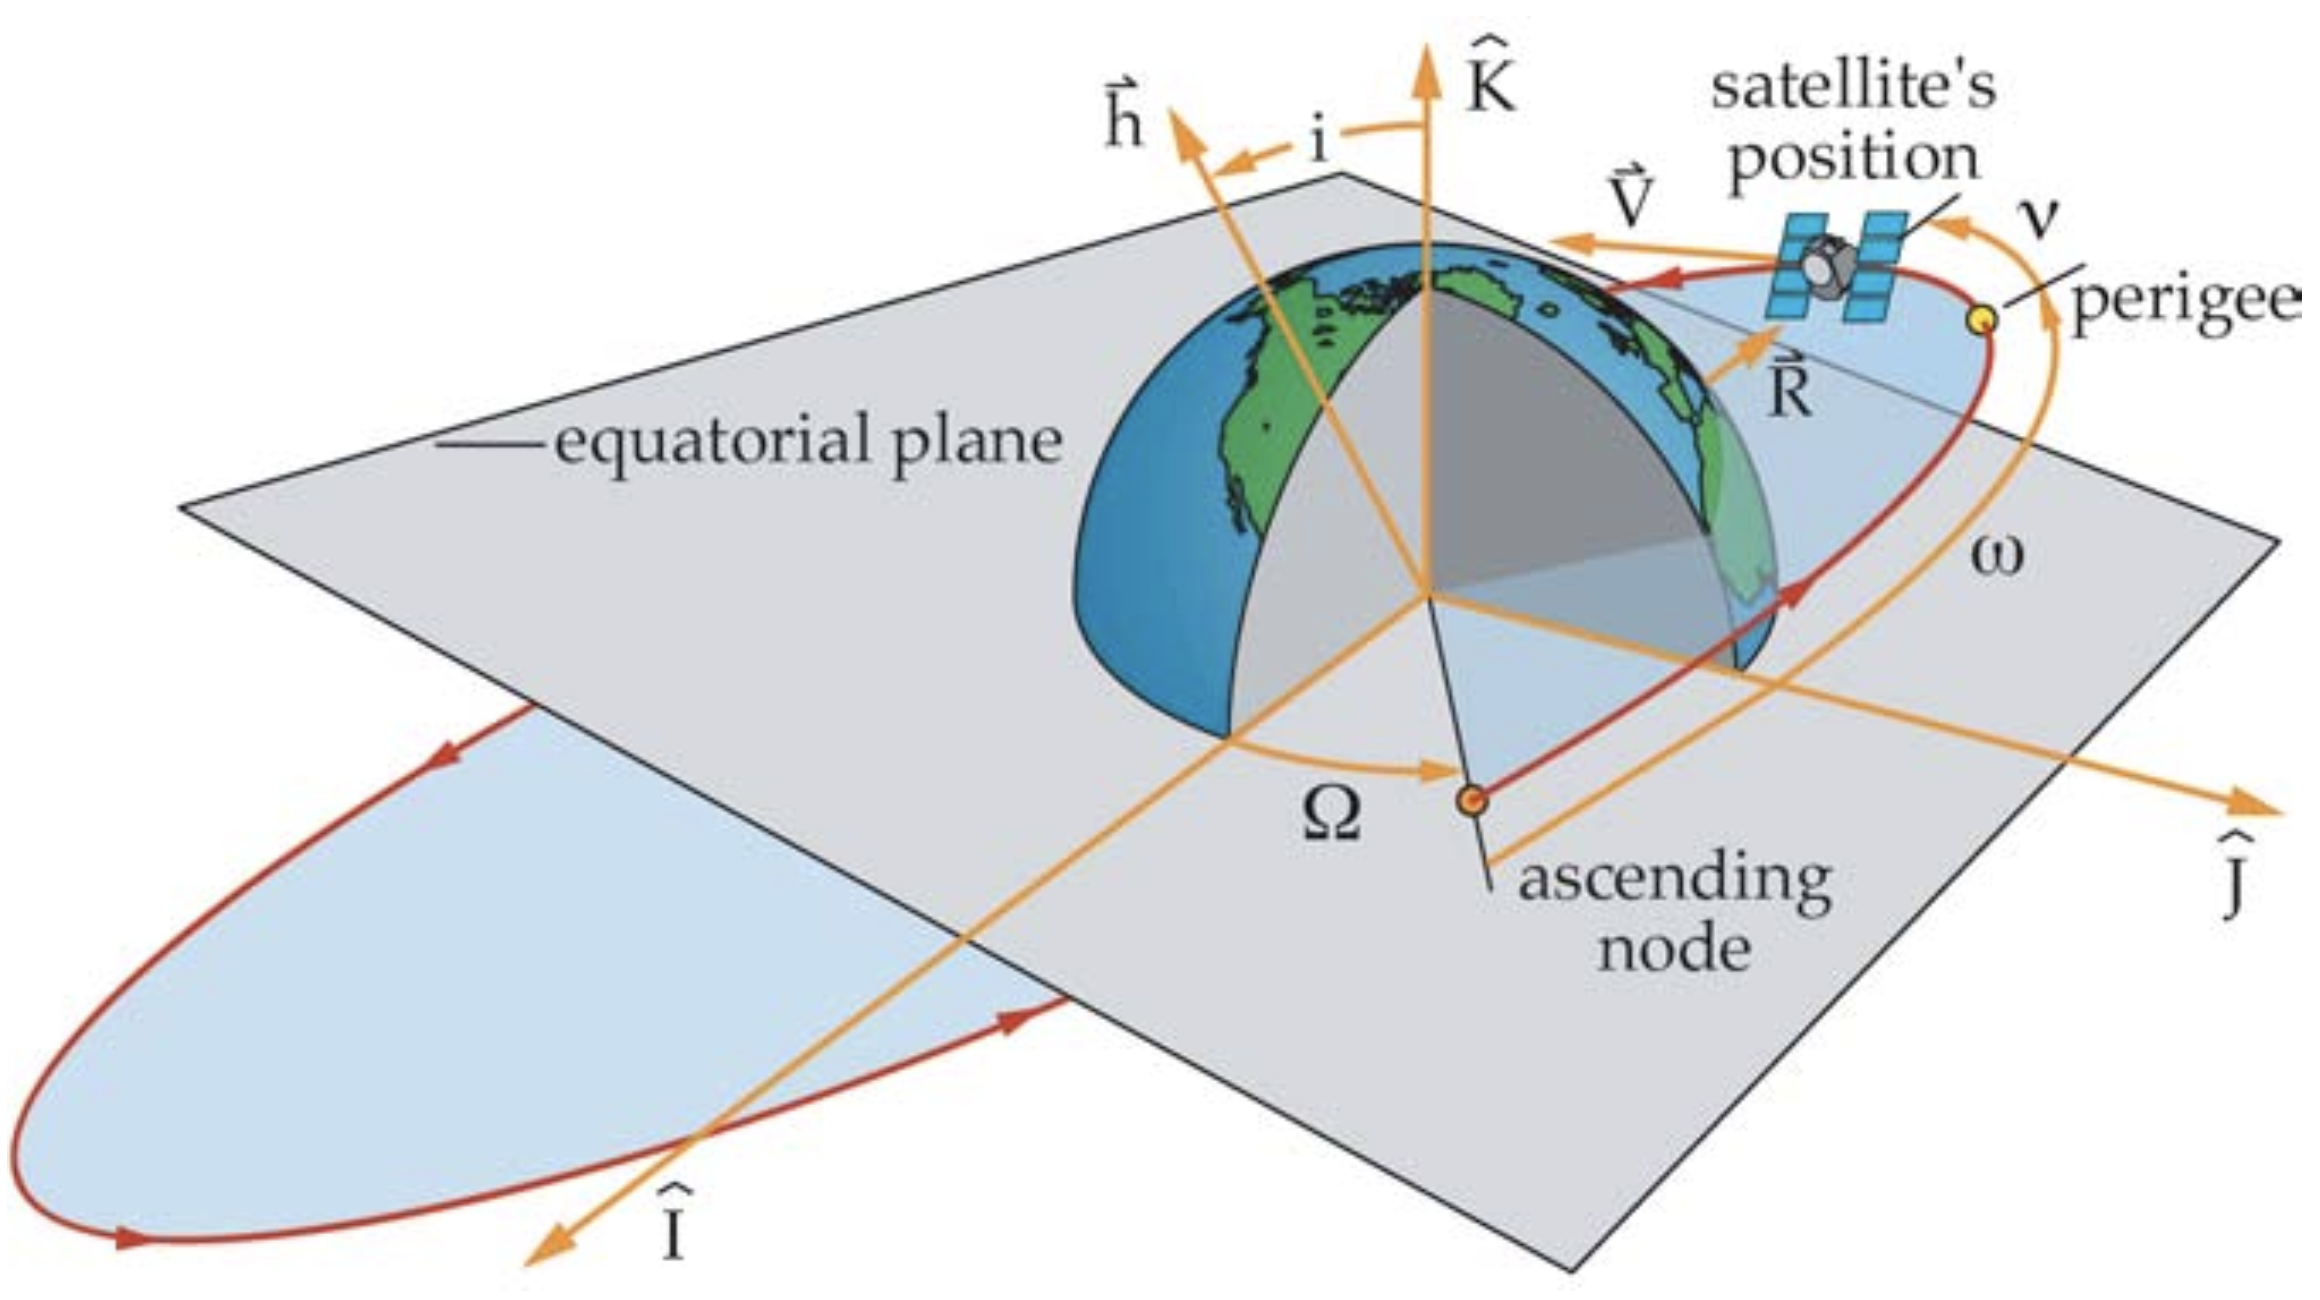 K̂
h⃗
i
satellite's
position
V⃗
ν
perigee
R⃗
equatorial plane
ω
Ω
ascending
node
Ĵ
Î